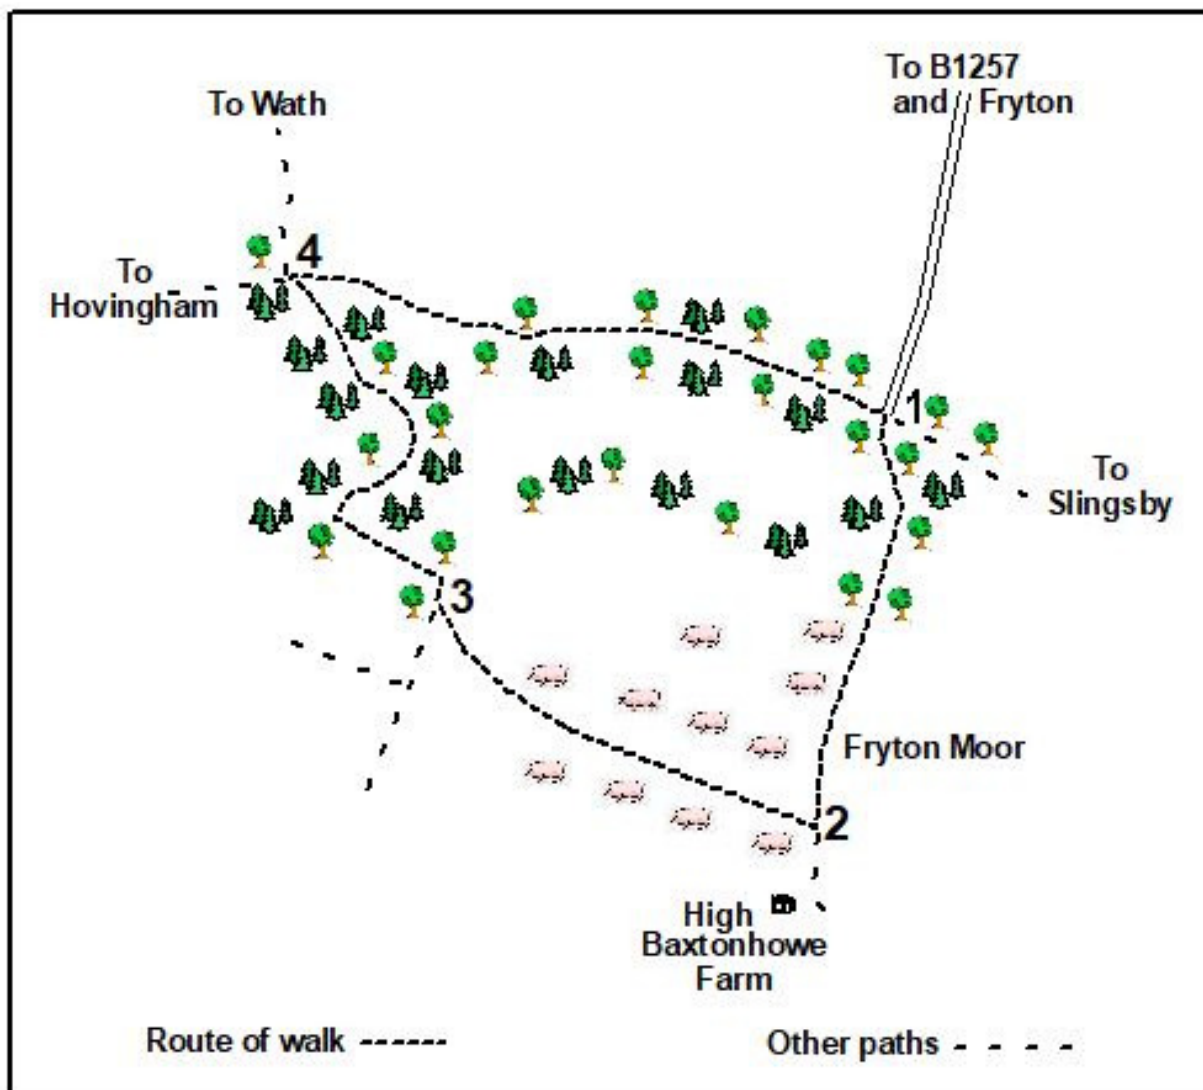 To B1257
and Fryton
To Wath
4
To
Hovingham
1
To
Slingsby
3
Fryton Moor
2
High
Baxtonhowe
Farm
Route of walk
Other paths